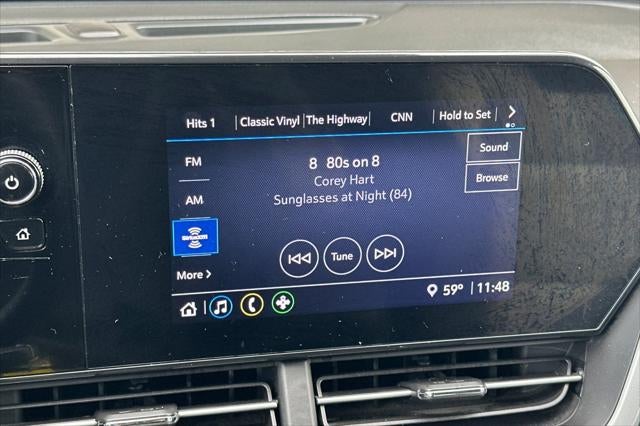 Hits 1 Classic Vinyl The Highway CNN Hold to Set
FM
8 80s on 8
Sound
Corey Hart
Browse
AM
Sunglasses at Night (84)
SiriusXM
Tune
More
59° 11:48